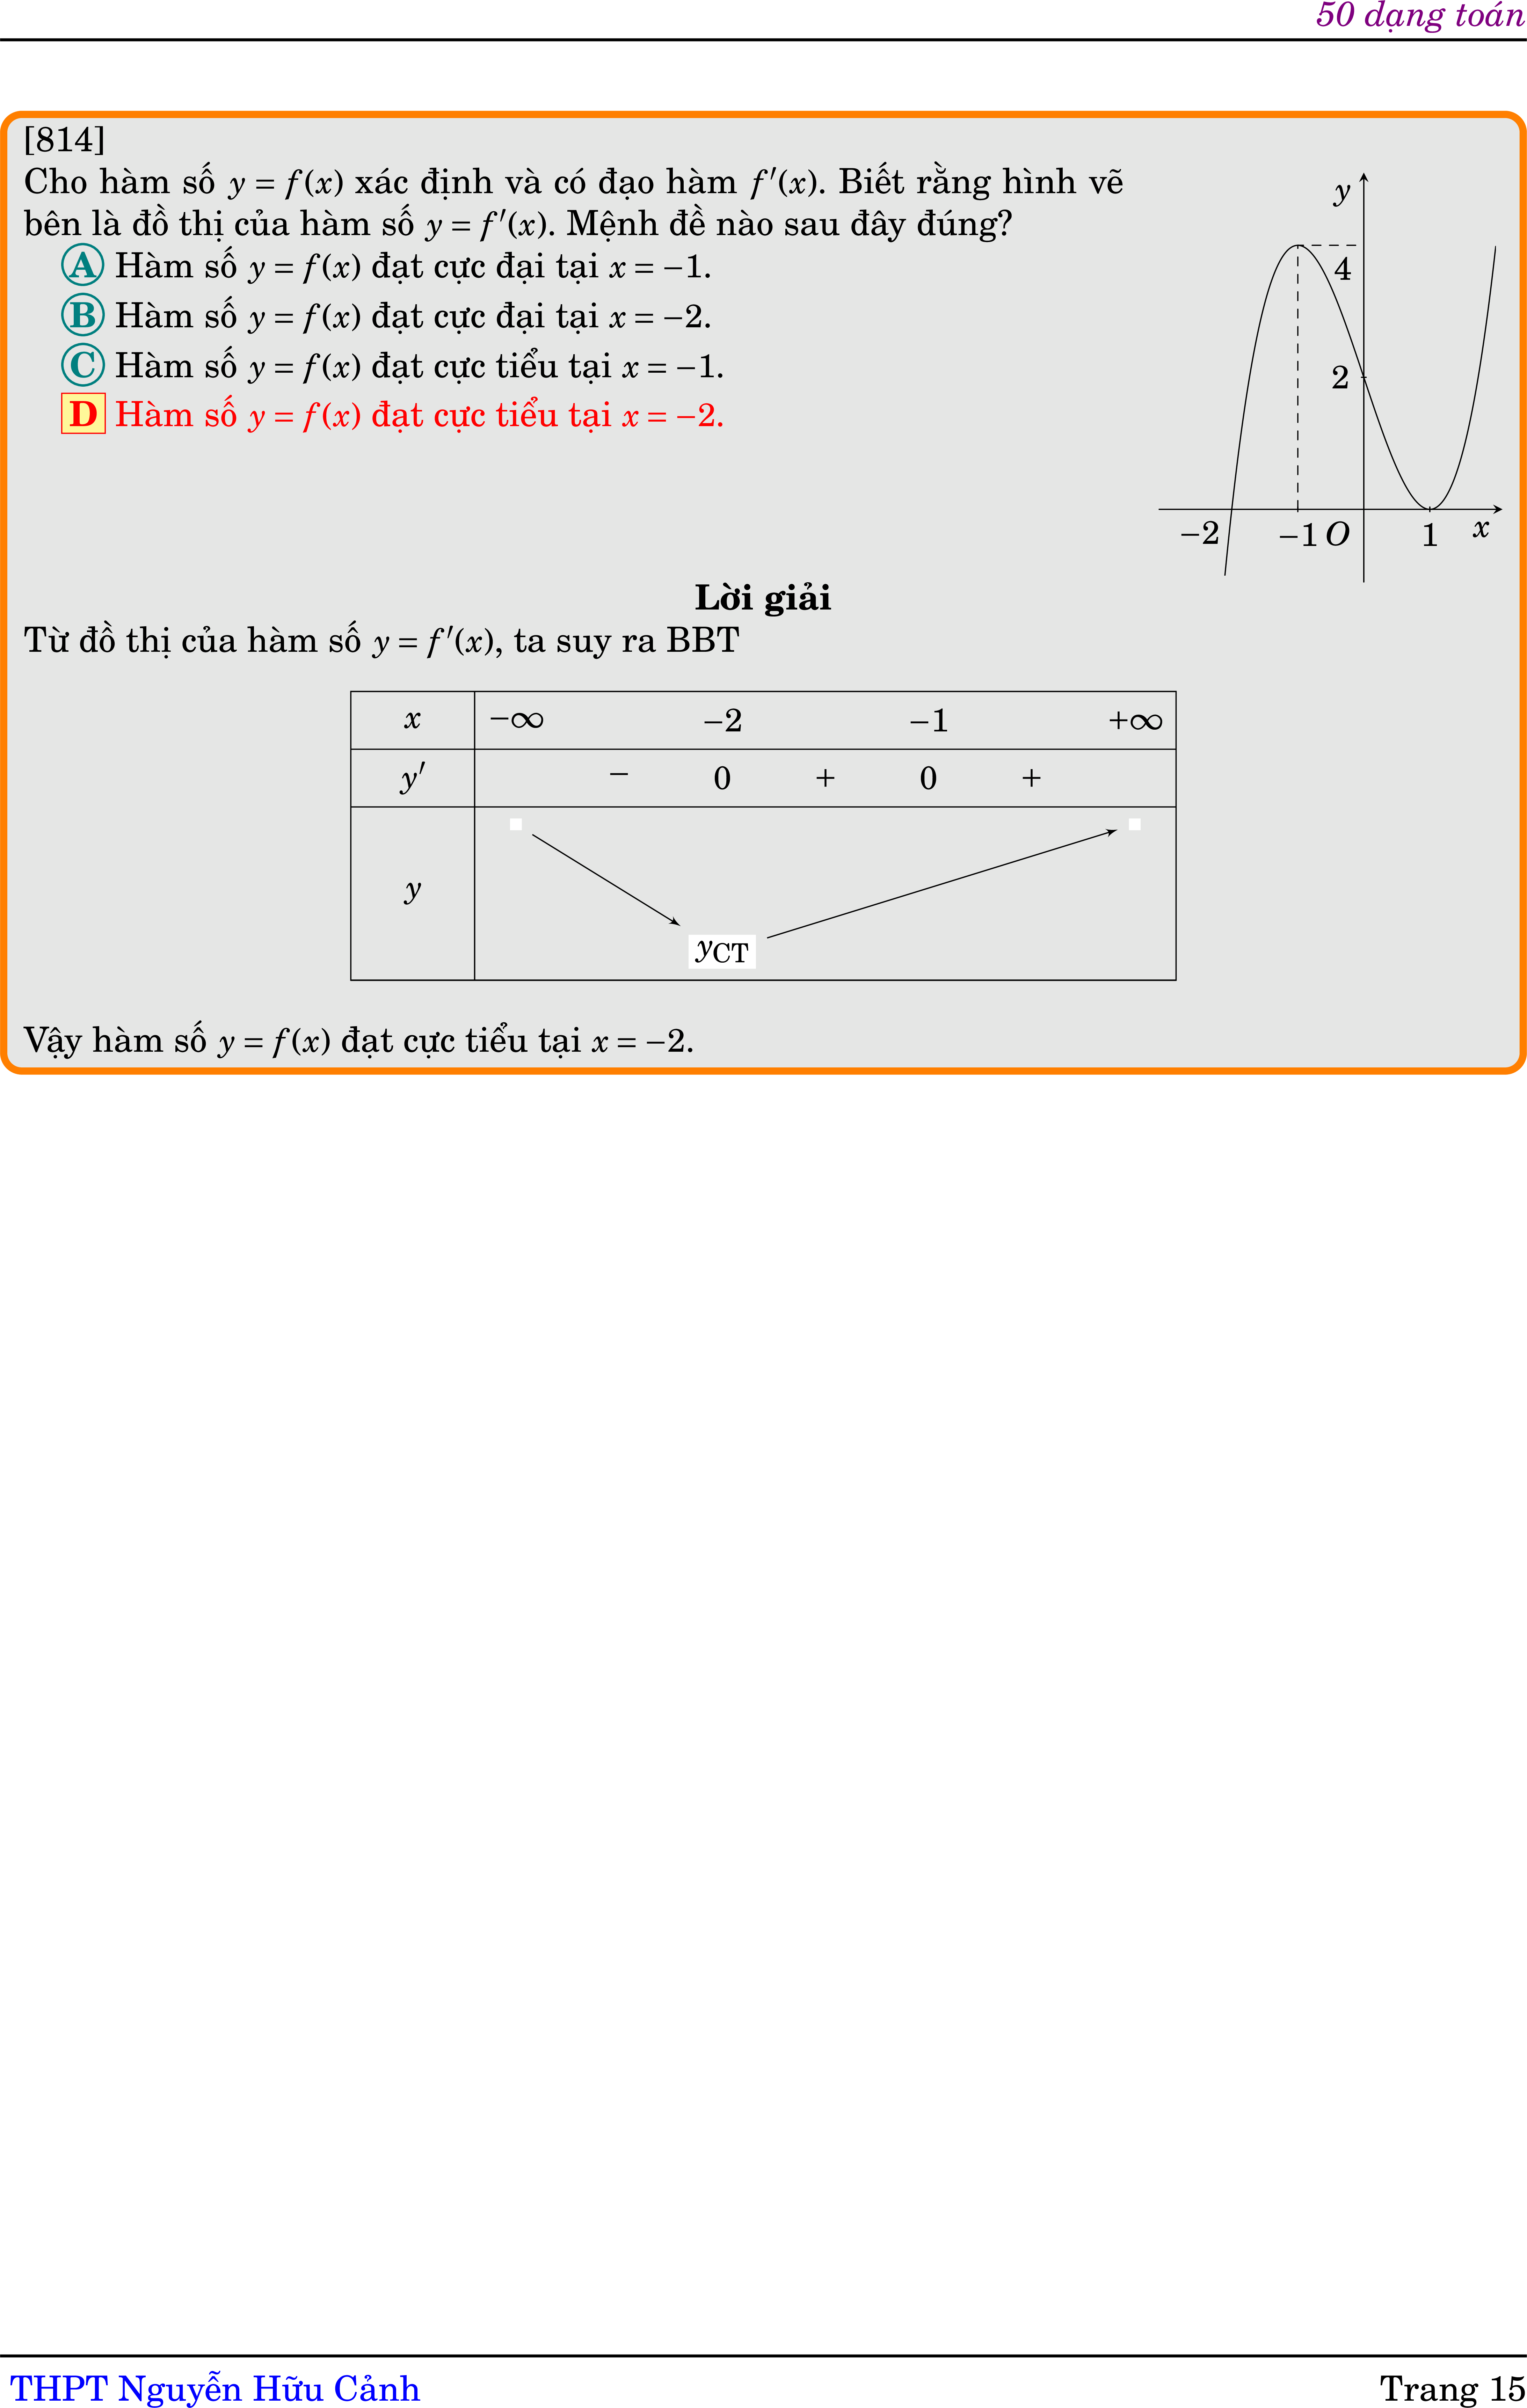 50 dạng toán
[814]
Cho hàm số y = f(x) xác định và có đạo hàm f′(x). Biết rằng hình vẽ
bên là đồ thị của hàm số y = f′(x). Mệnh đề nào sau đây đúng?
A Hàm số y = f(x) đạt cực đại tại x = −1.
B Hàm số y = f(x) đạt cực đại tại x = −2.
C Hàm số y = f(x) đạt cực tiểu tại x = −1.
D Hàm số y = f(x) đạt cực tiểu tại x = −2.
y
4
2
−2 −1 O 1 x
Lời giải
Từ đồ thị của hàm số y = f′(x), ta suy ra BBT
x −∞ −2 −1 +∞
y′ − 0 + 0 +
y
yCT
Vậy hàm số y = f(x) đạt cực tiểu tại x = −2.
THPT Nguyễn Hữu Cảnh Trang 15